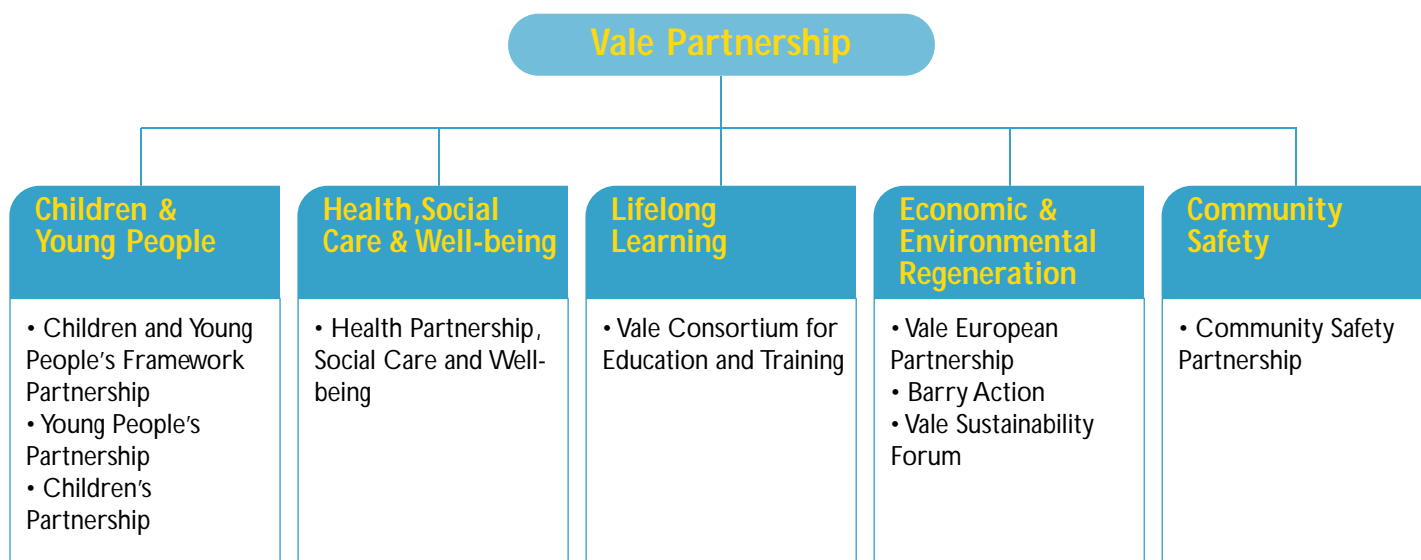 Vale Partnership
Children &
Young People
• Children and Young
People's Framework
Partnership
• Young People's
Partnership
• Children's
Partnership
Health,Social
Care & Well-being
• Health Partnership,
Social Care and Well-
being
Lifelong
Learning
• Vale Consortium for
Education and Training
Economic &
Environmental
Regeneration
• Vale European
Partnership
• Barry Action
• Vale Sustainability
Forum
Community
Safety
• Community Safety
Partnership